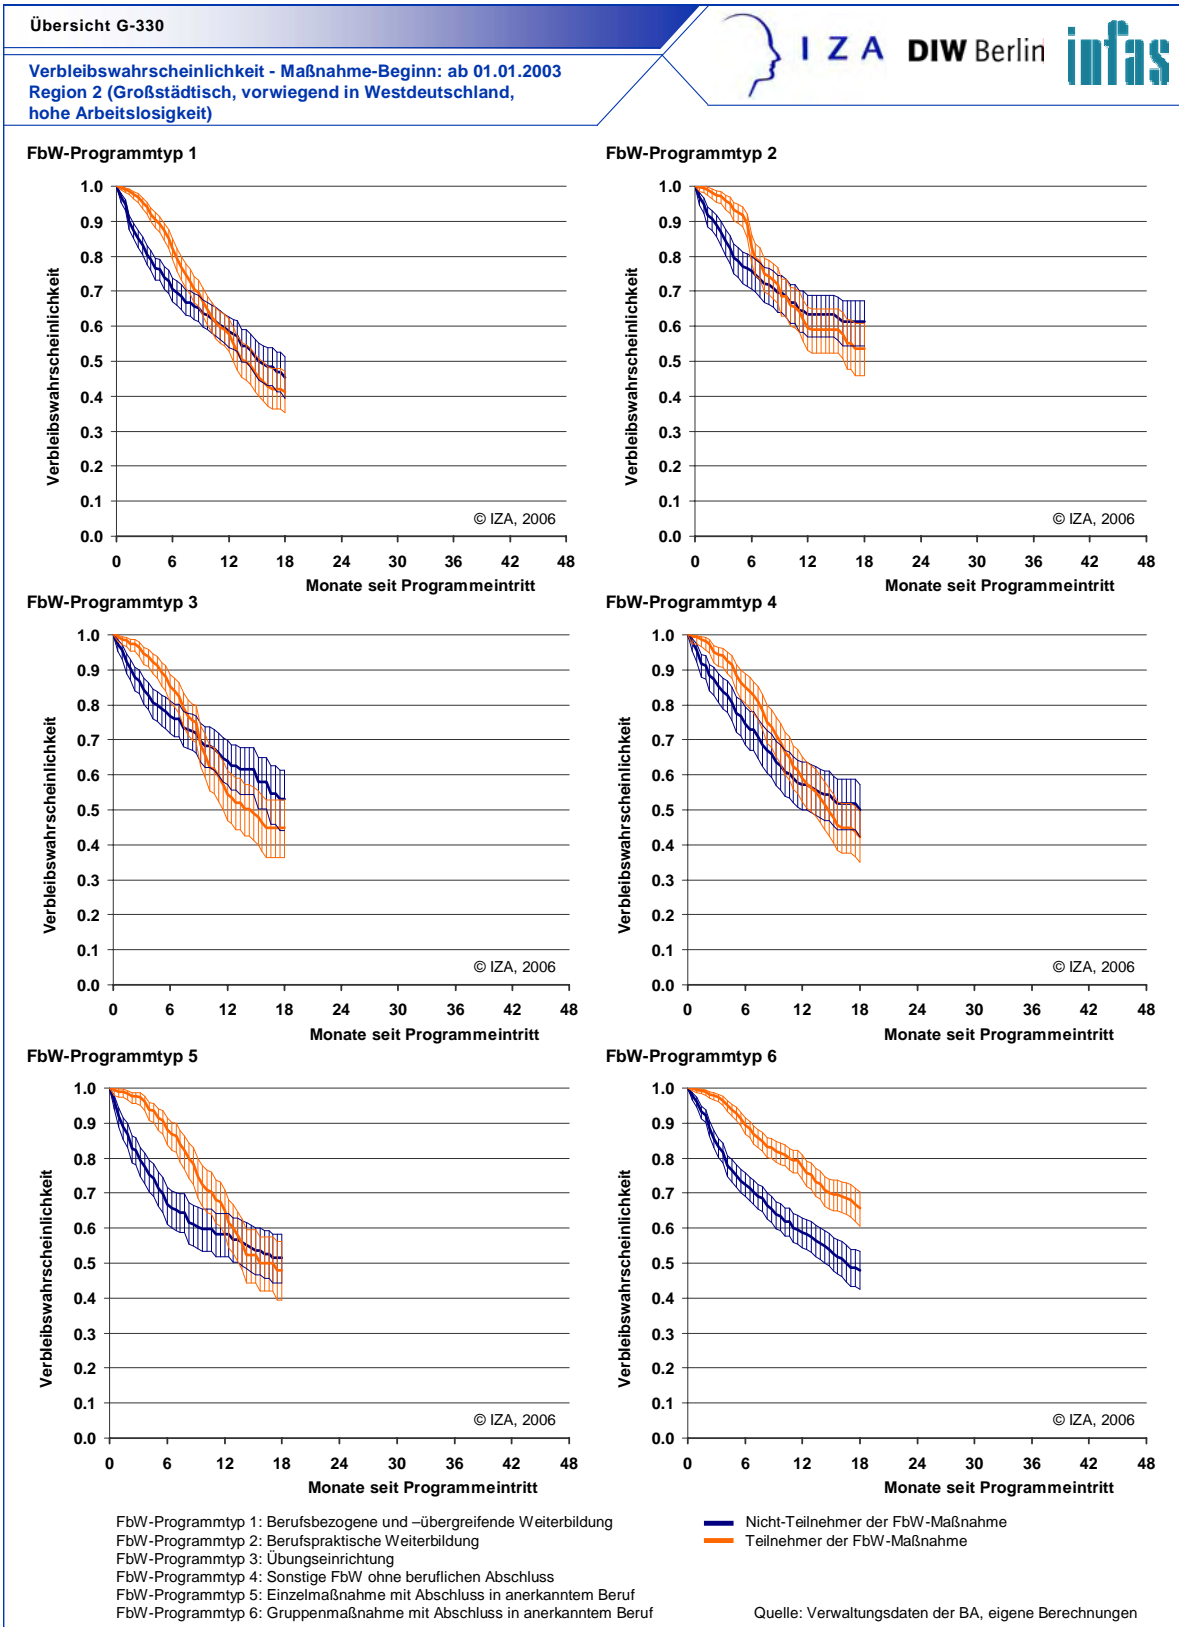 Übersicht G-330
IZA DIW Berlin infas
Verbleibswahrscheinlichkeit - Maßnahme-Beginn: ab 01.01.2003
Region 2 (Großstädtisch, vorwiegend in Westdeutschland,
hohe Arbeitslosigkeit)
FbW-Programmtyp 1
Verbleibswahrscheinlichkeit
1.0
0.9
0.8
0.7
0.6
0.5
0.4
0.3
0.2
0.1
0.0
© IZA, 2006
0 6 12 18 24 30 36 42 48
Monate seit Programmeintritt
FbW-Programmtyp 2
Verbleibswahrscheinlichkeit
1.0
0.9
0.8
0.7
0.6
0.5
0.4
0.3
0.2
0.1
0.0
© IZA, 2006
0 6 12 18 24 30 36 42 48
Monate seit Programmeintritt
FbW-Programmtyp 3
Verbleibswahrscheinlichkeit
1.0
0.9
0.8
0.7
0.6
0.5
0.4
0.3
0.2
0.1
0.0
© IZA, 2006
0 6 12 18 24 30 36 42 48
Monate seit Programmeintritt
FbW-Programmtyp 4
Verbleibswahrscheinlichkeit
1.0
0.9
0.8
0.7
0.6
0.5
0.4
0.3
0.2
0.1
0.0
© IZA, 2006
0 6 12 18 24 30 36 42 48
Monate seit Programmeintritt
FbW-Programmtyp 5
Verbleibswahrscheinlichkeit
1.0
0.9
0.8
0.7
0.6
0.5
0.4
0.3
0.2
0.1
0.0
© IZA, 2006
0 6 12 18 24 30 36 42 48
Monate seit Programmeintritt
FbW-Programmtyp 6
Verbleibswahrscheinlichkeit
1.0
0.9
0.8
0.7
0.6
0.5
0.4
0.3
0.2
0.1
0.0
© IZA, 2006
0 6 12 18 24 30 36 42 48
Monate seit Programmeintritt
FbW-Programmtyp 1: Berufsbezogene und –übergreifende Weiterbildung
FbW-Programmtyp 2: Berufspraktische Weiterbildung
FbW-Programmtyp 3: Übungseinrichtung
FbW-Programmtyp 4: Sonstige FbW ohne beruflichen Abschluss
FbW-Programmtyp 5: Einzelmaßnahme mit Abschluss in anerkanntem Beruf
FbW-Programmtyp 6: Gruppenmaßnahme mit Abschluss in anerkanntem Beruf
Nicht-Teilnehmer der FbW-Maßnahme
Teilnehmer der FbW-Maßnahme
Quelle: Verwaltungsdaten der BA, eigene Berechnungen